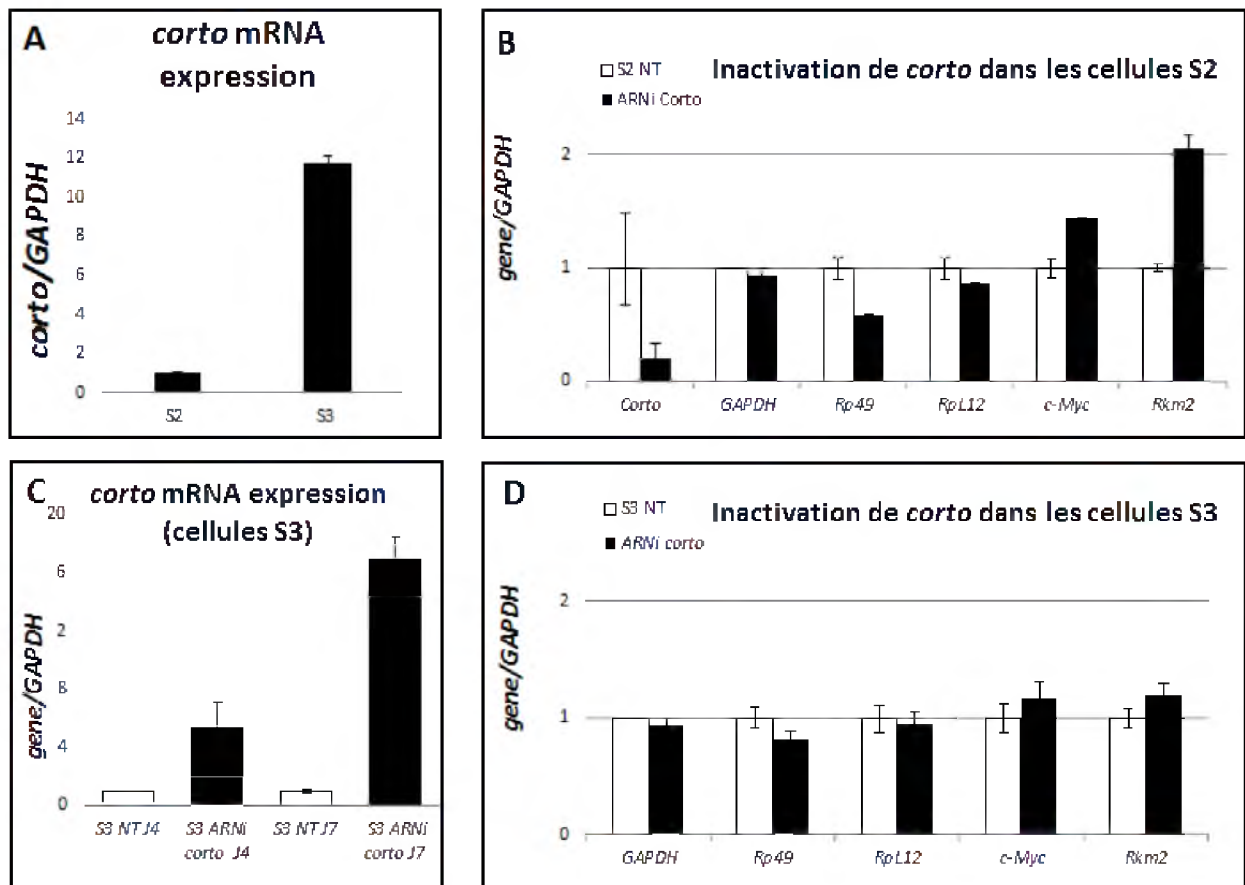 A
corto mRNA
expression
corto/GAPDH
14
12
10
8
6
4
2
0
S2
S3
B
S2 NT
ARNi Corto
Inactivation de corto dans les cellules S2
gene/GAPDH
2
1
0
Corto
GAPDH
Rp49
RpL12
c-Myc
Rkm2
C
corto mRNA expression
(cellules S3)
gene/GAPDH
20
6
2
8
4
0
S3 NT J4
S3 ARNi
corto J4
S3 NT J7
S3 ARNi
corto J7
D
S3 NT
ARNi corto
Inactivation de corto dans les cellules S3
gene/GAPDH
2
1
0
GAPDH
Rp49
RpL12
c-Myc
Rkm2